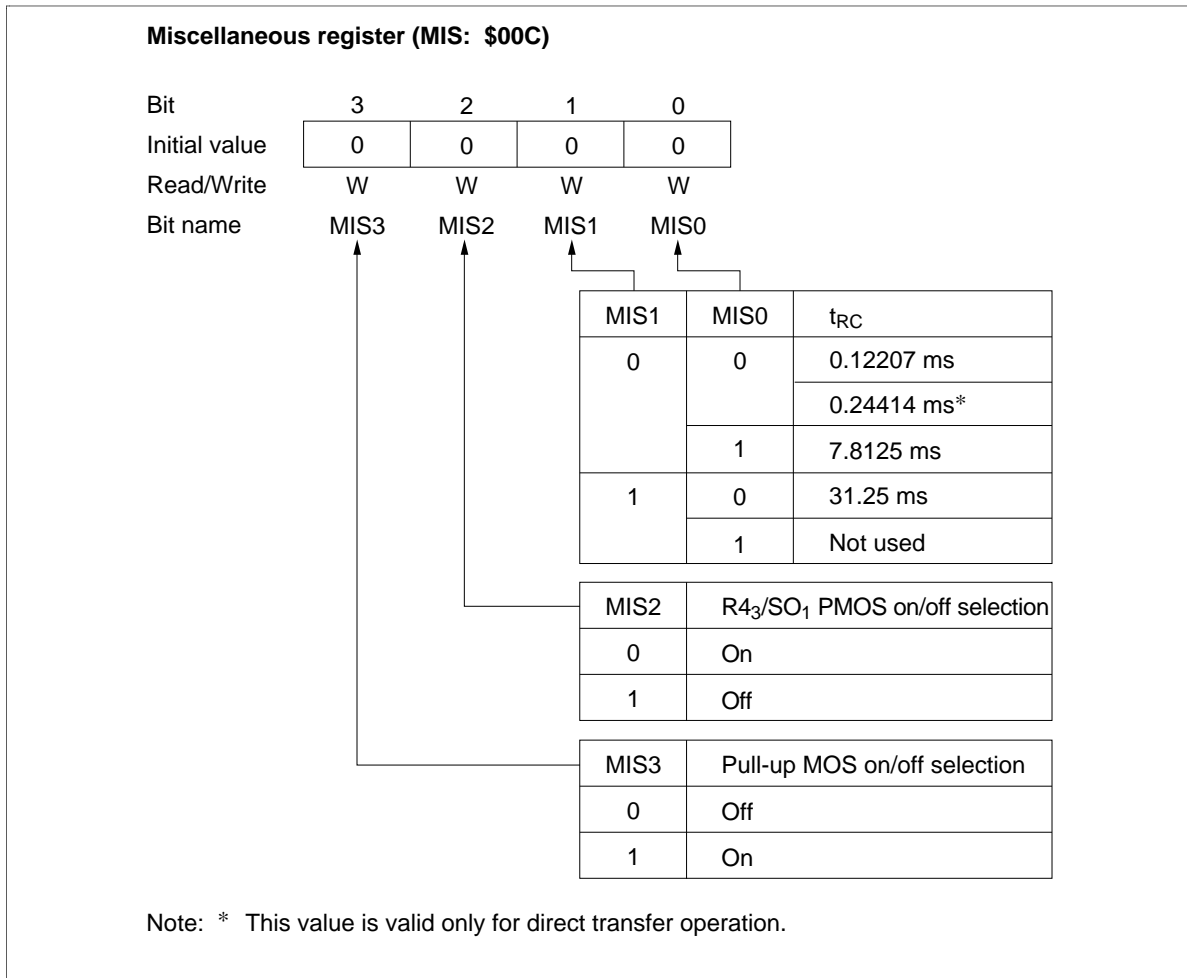 Miscellaneous register (MIS: $00C)
Bit 3 2 1 0
Initial value 0 0 0 0
Read/Write W W W W
Bit name MIS3 MIS2 MIS1 MIS0
MIS1 MIS0 tRC
0 0 0.12207 ms
0.24414 ms*
1 7.8125 ms
1 0 31.25 ms
1 Not used
MIS2 R43/SO1 PMOS on/off selection
0 On
1 Off
MIS3 Pull-up MOS on/off selection
0 Off
1 On
Note: * This value is valid only for direct transfer operation.